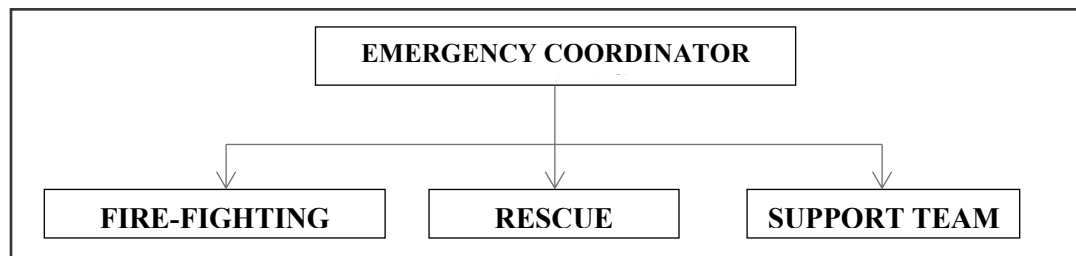 EMERGENCY COORDINATOR
FIRE-FIGHTING
RESCUE
SUPPORT TEAM